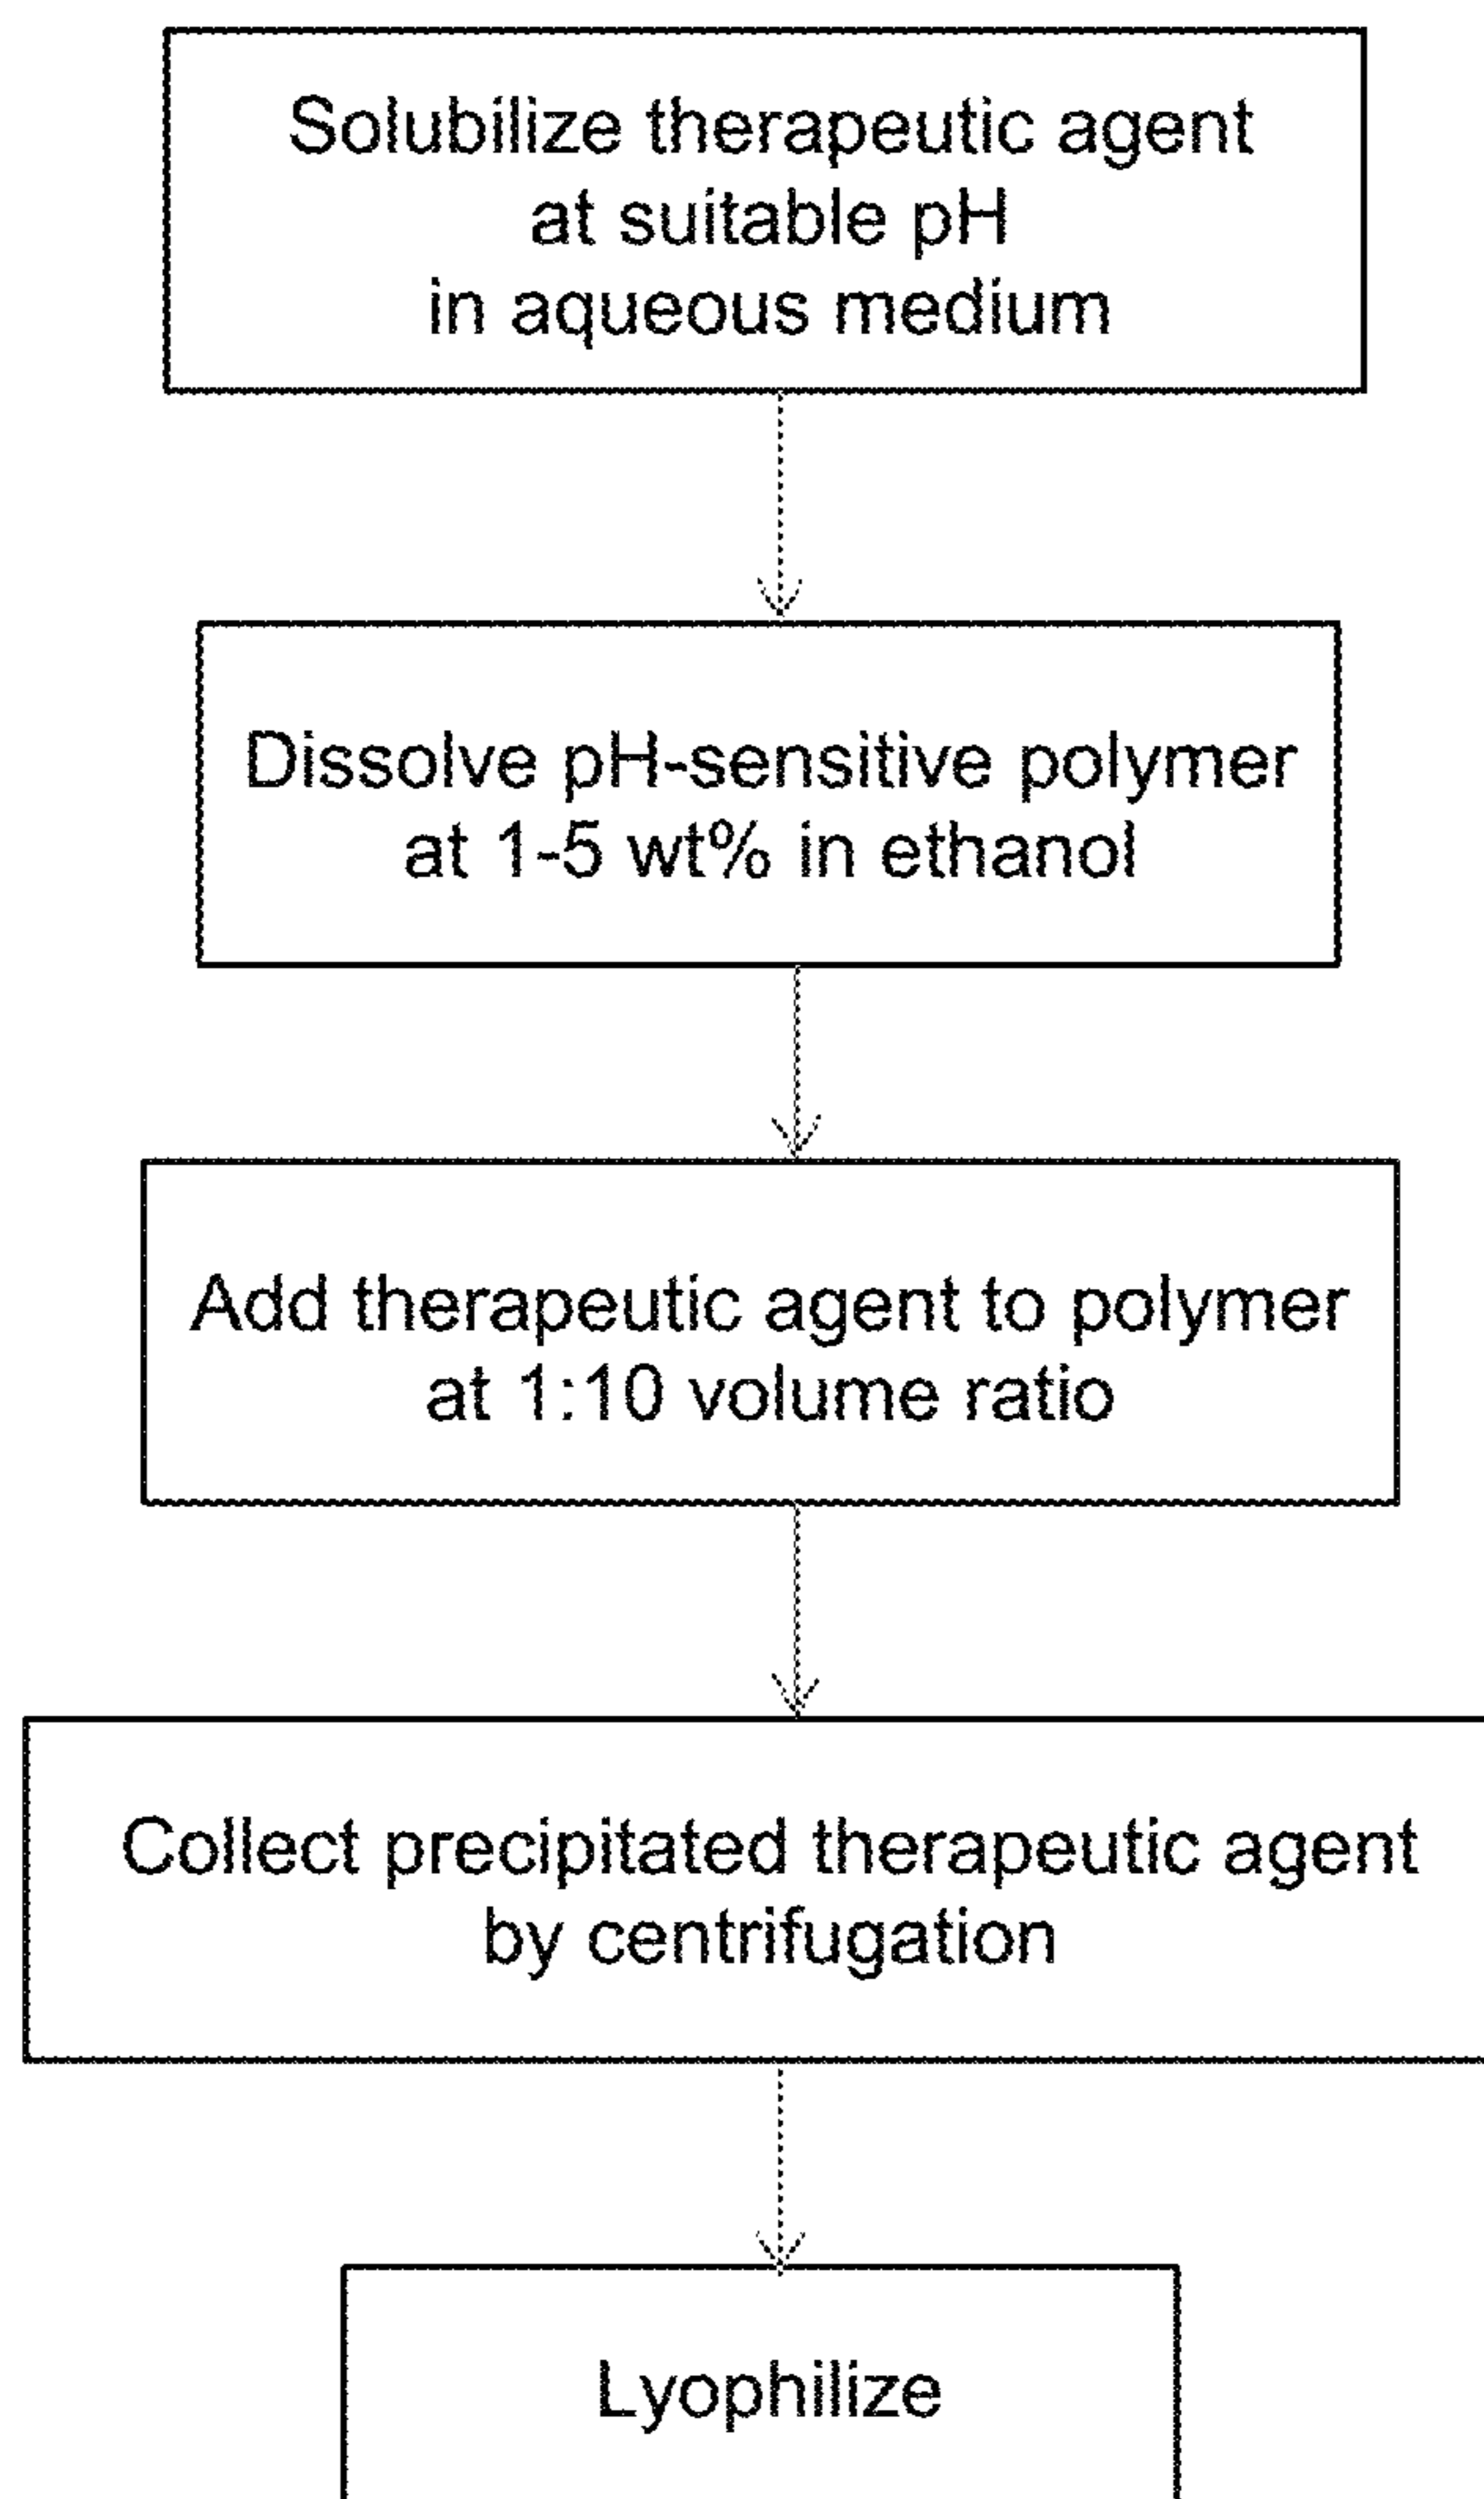 Solubilize therapeutic agent
at suitable pH
in aqueous medium
Dissolve pH-sensitive polymer
at 1-5 wt% in ethanol
Add therapeutic agent to polymer
at 1:10 volume ratio
Collect precipitated therapeutic agent
by centrifugation
Lyophilize